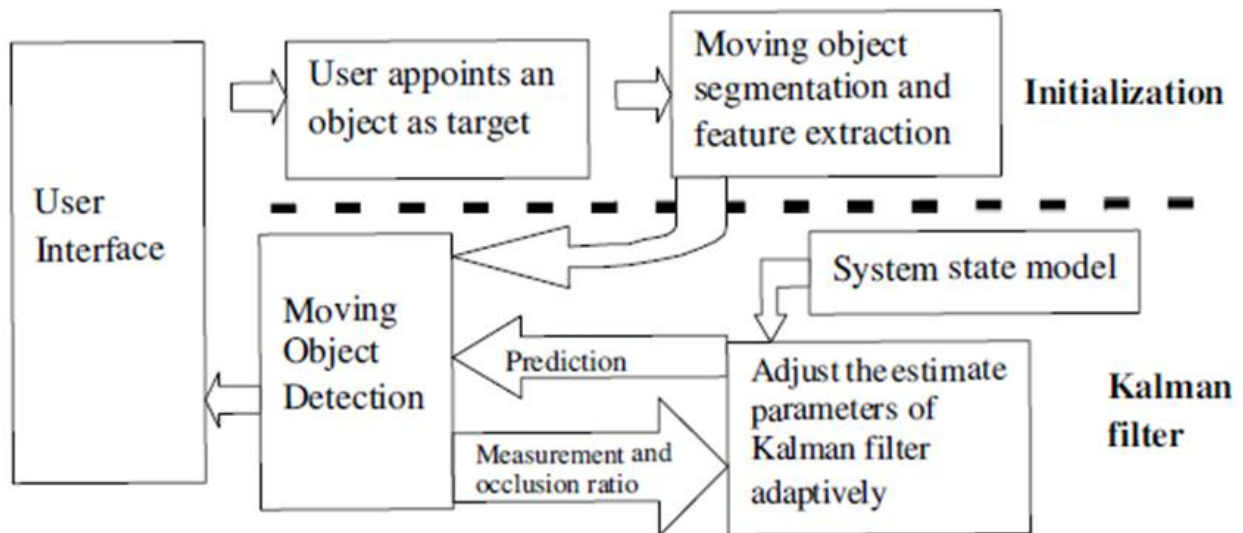 User
Interface
User appoints an
object as target
Moving object
segmentation and
feature extraction
Initialization
Moving
Object
Detection
Prediction
Measurement and
occlusion ratio
System state model
Adjust the estimate
parameters of
Kalman filter
adaptively
Kalman
filter